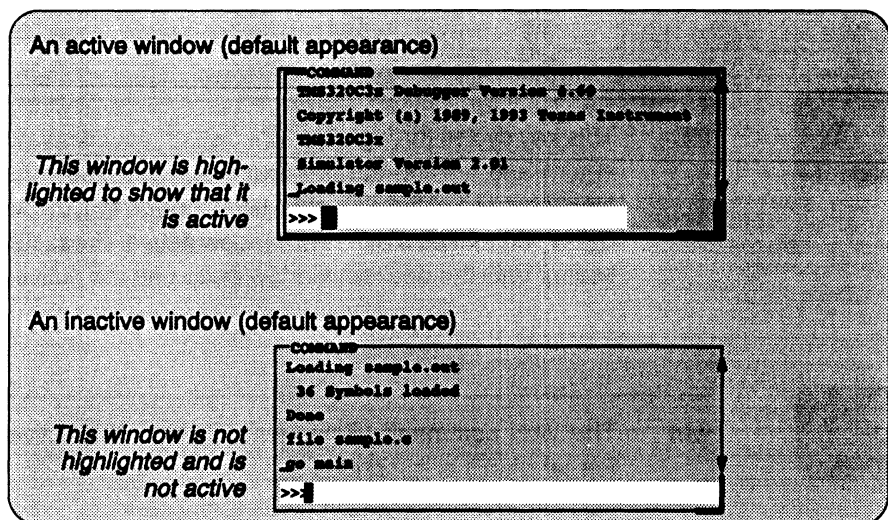 An active window (default appearance)
COMMAND
TMS320C3x Debugger Version 4.60
Copyright (c) 1989, 1993 Texas Instrument
TMS320C3x
Simulator Version 2.01
Loading sample.out
>>>
This window is high-
lighted to show that it
is active
An inactive window (default appearance)
COMMAND
Loading sample.out
36 Symbols loaded
Done
file sample.c
go main
>>>
This window is not
highlighted and is
not active